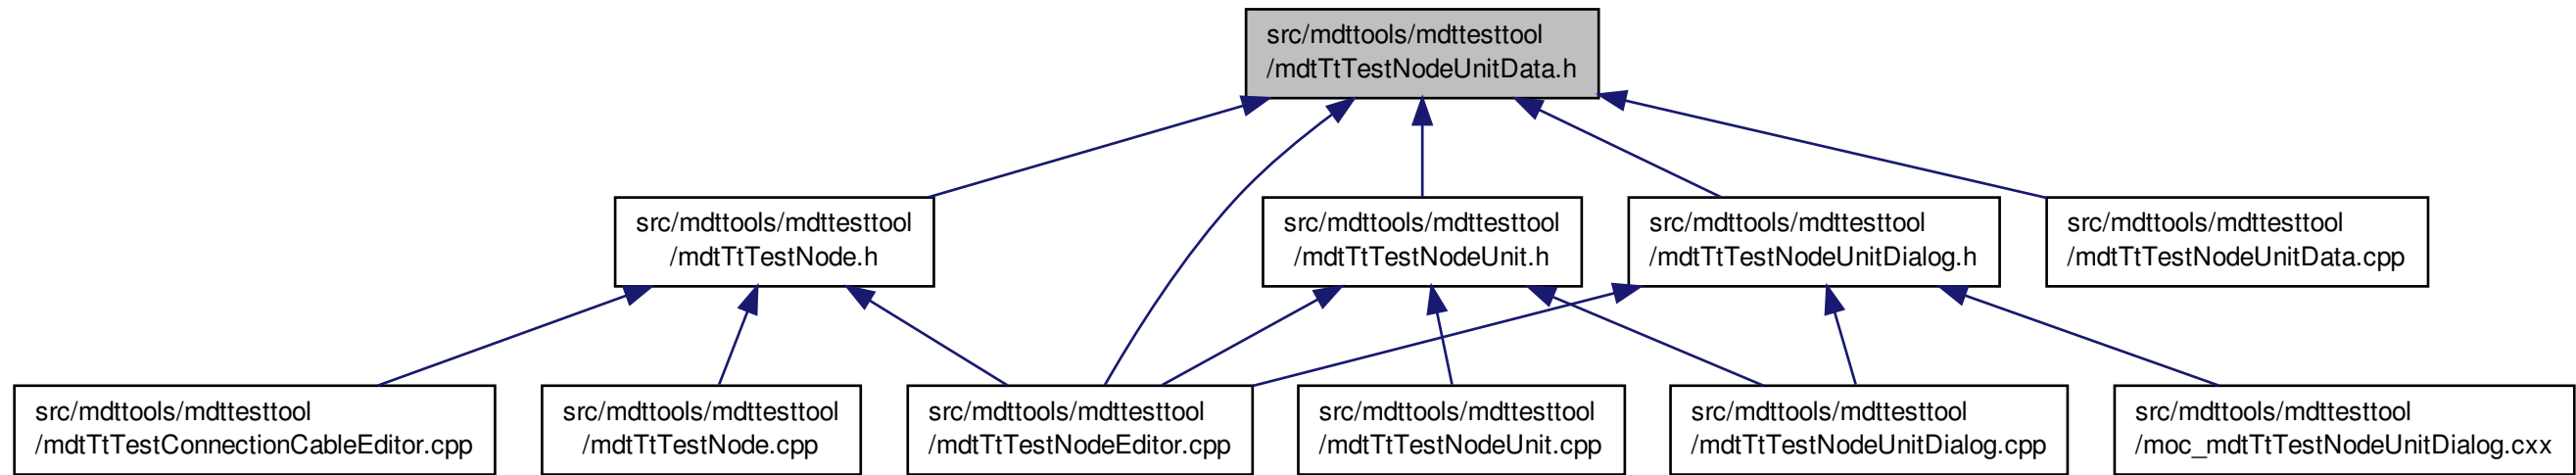 src/mdttools/mdttesttool
/mdtTtTestNodeUnitData.h
src/mdttools/mdttesttool
/mdtTtTestNode.h
src/mdttools/mdttesttool
/mdtTtTestNodeUnit.h
src/mdttools/mdttesttool
/mdtTtTestNodeUnitDialog.h
src/mdttools/mdttesttool
/mdtTtTestNodeUnitData.cpp
src/mdttools/mdttesttool
/mdtTtTestConnectionCableEditor.cpp
src/mdttools/mdttesttool
/mdtTtTestNode.cpp
src/mdttools/mdttesttool
/mdtTtTestNodeEditor.cpp
src/mdttools/mdttesttool
/mdtTtTestNodeUnit.cpp
src/mdttools/mdttesttool
/mdtTtTestNodeUnitDialog.cpp
src/mdttools/mdttesttool
/moc_mdtTtTestNodeUnitDialog.cxx